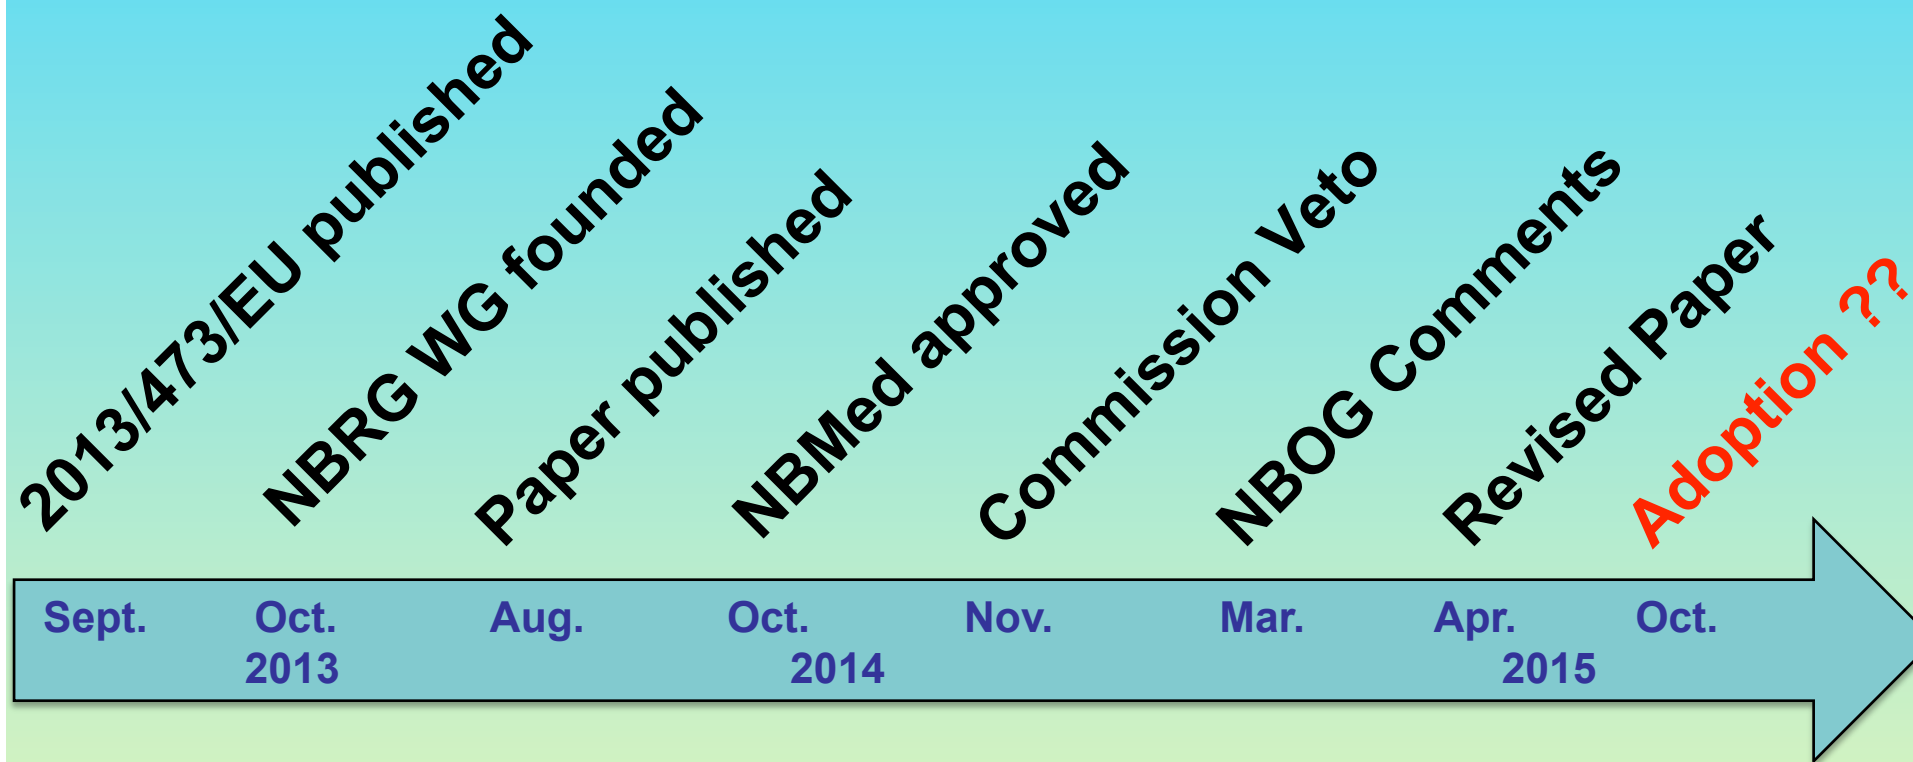 2013/473/EU published
NBRG WG founded
Paper published
NBMed approved
Commission Veto
NBOG Comments
Revised Paper
Adoption ??
Sept. Oct. Aug. Oct. Nov. Mar. Apr. Oct.
2013 2014 2015